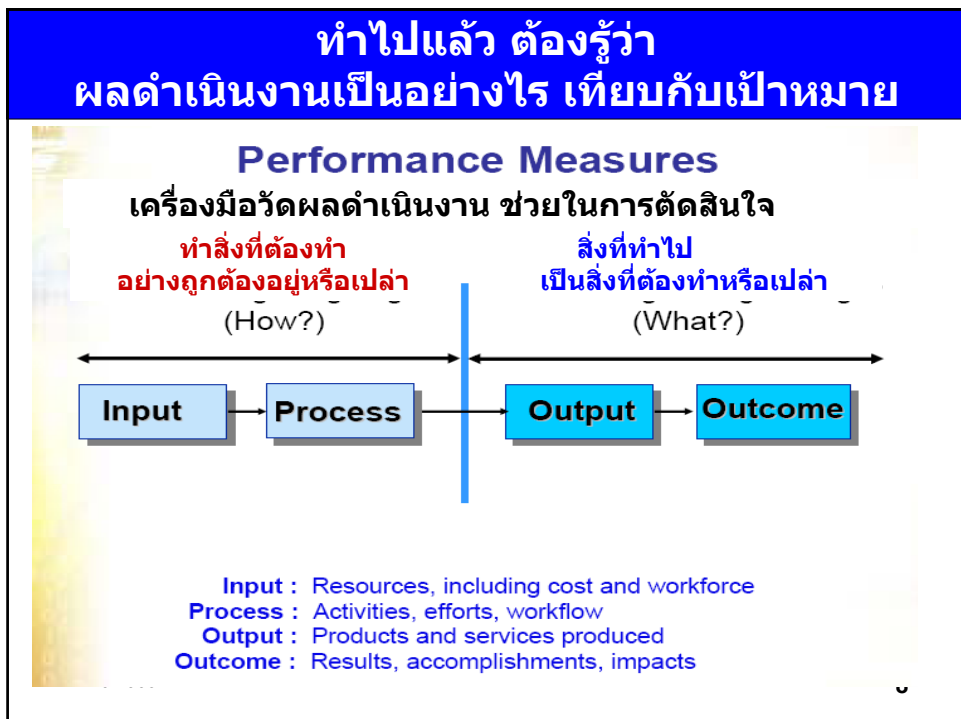 ทำไปแล้ว ต้องรู้ว่า
ผลดำเนินงานเป็นอย่างไร เทียบกับเป้าหมาย
Performance Measures
เครื่องมือวัดผลดำเนินงาน ช่วยในการตัดสินใจ
ทำสิ่งที่ต้องทำ
อย่างถูกต้องอยู่หรือเปล่า
(How?)
สิ่งที่ทำไป
เป็นสิ่งที่ต้องทำหรือเปล่า
(What?)
Input
Process
Output
Outcome
Input : Resources, including cost and workforce
Process : Activities, efforts, workflow
Output : Products and services produced
Outcome : Results, accomplishments, impacts